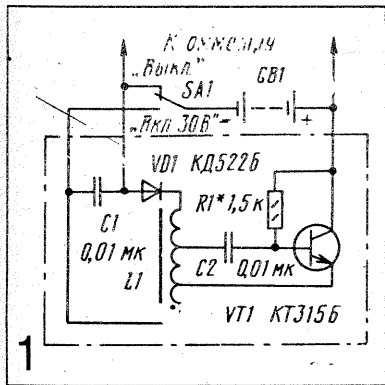 К омметру
„Выкл."
SA1
GB1
„Вкл. 30В"
+
VD1 КД522Б
C1
0,01 мк
R1* 1,5 к
L1
C2
0,01 мк
VT1 КТ315Б
1